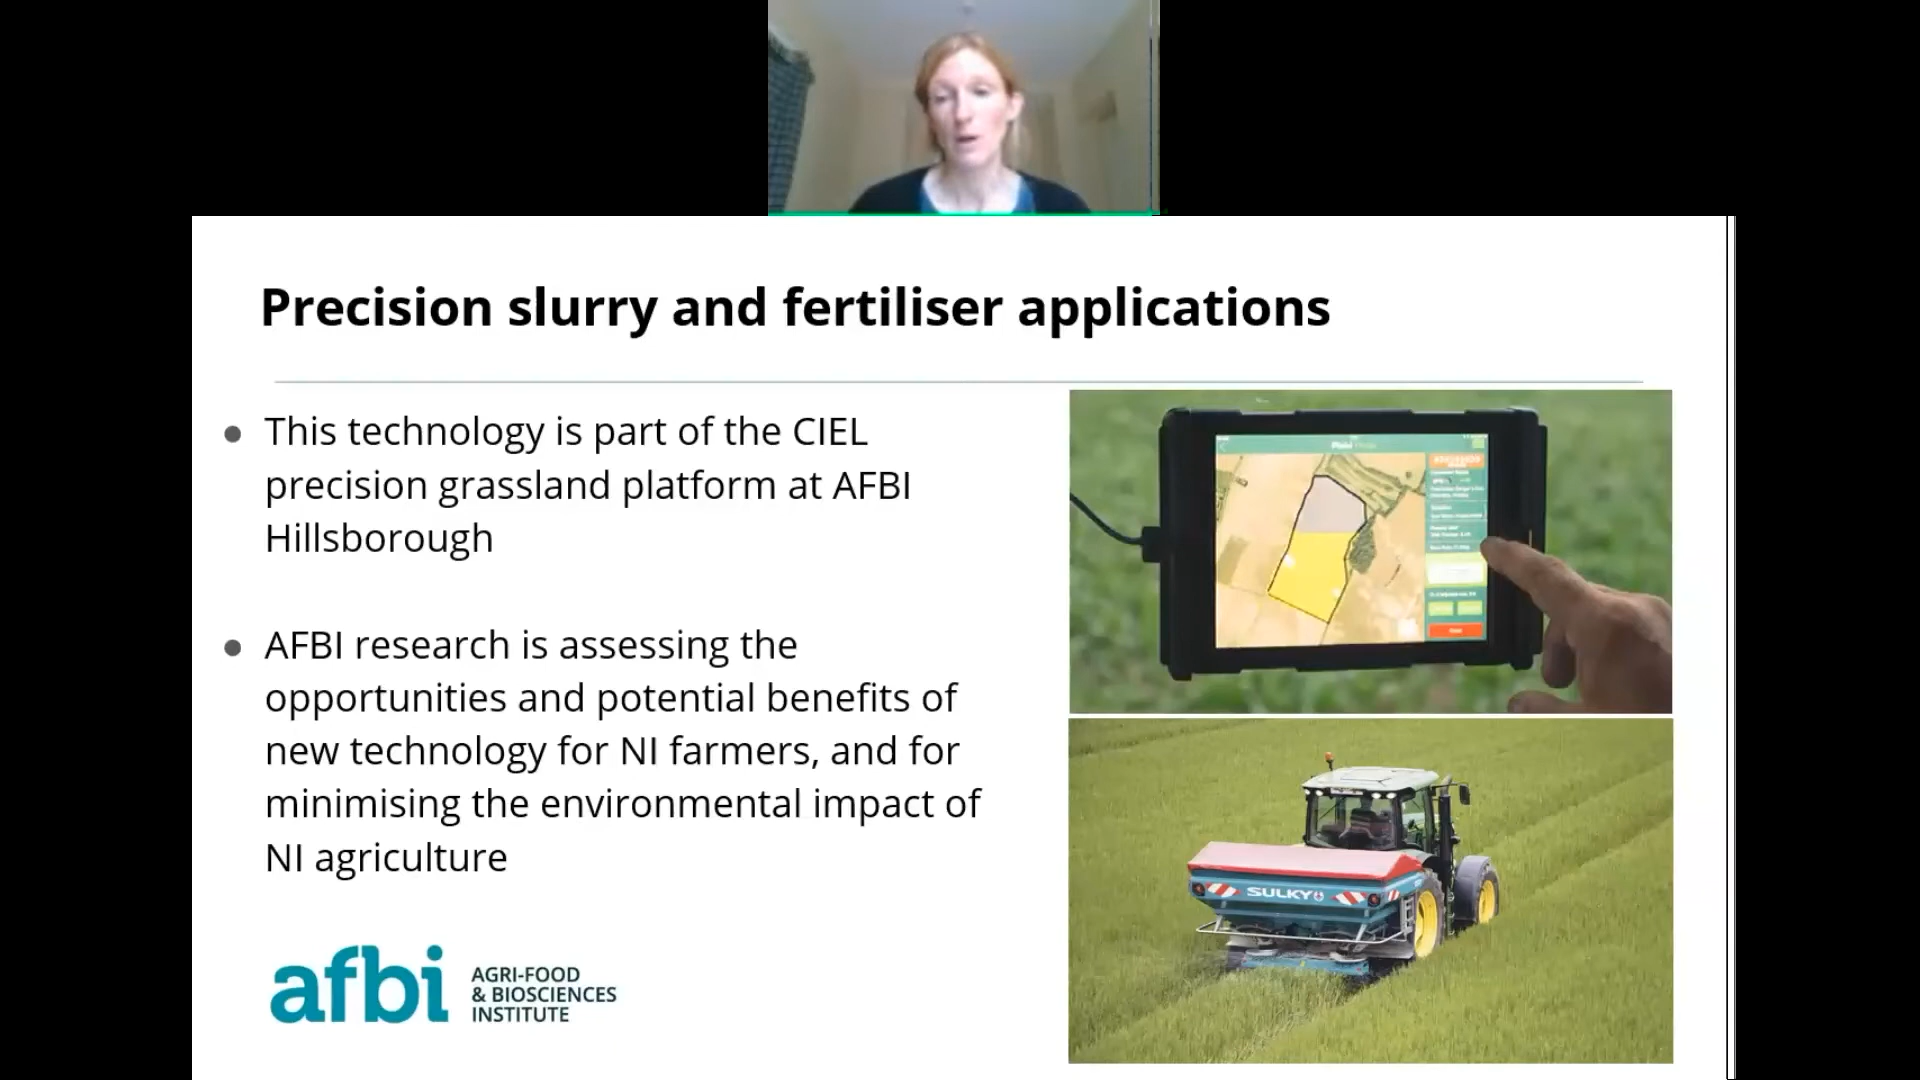 Precision slurry and fertiliser applications
This technology is part of the CIEL
precision grassland platform at AFBI
Hillsborough
AFBI research is assessing the
opportunities and potential benefits of
new technology for NI farmers, and for
minimising the environmental impact of
NI agriculture
SULKY
afbi
AGRI-FOOD
& BIOSCIENCES
INSTITUTE